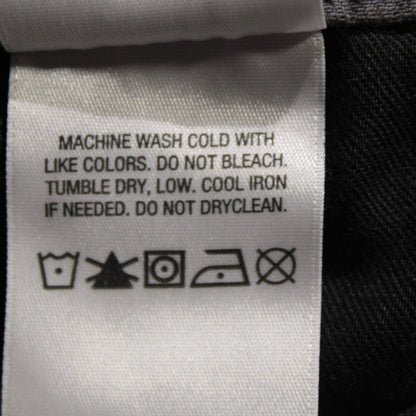 MACHINE WASH COLD WITH
LIKE COLORS. DO NOT BLEACH.
TUMBLE DRY, LOW. COOL IRON
IF NEEDED. DO NOT DRYCLEAN.